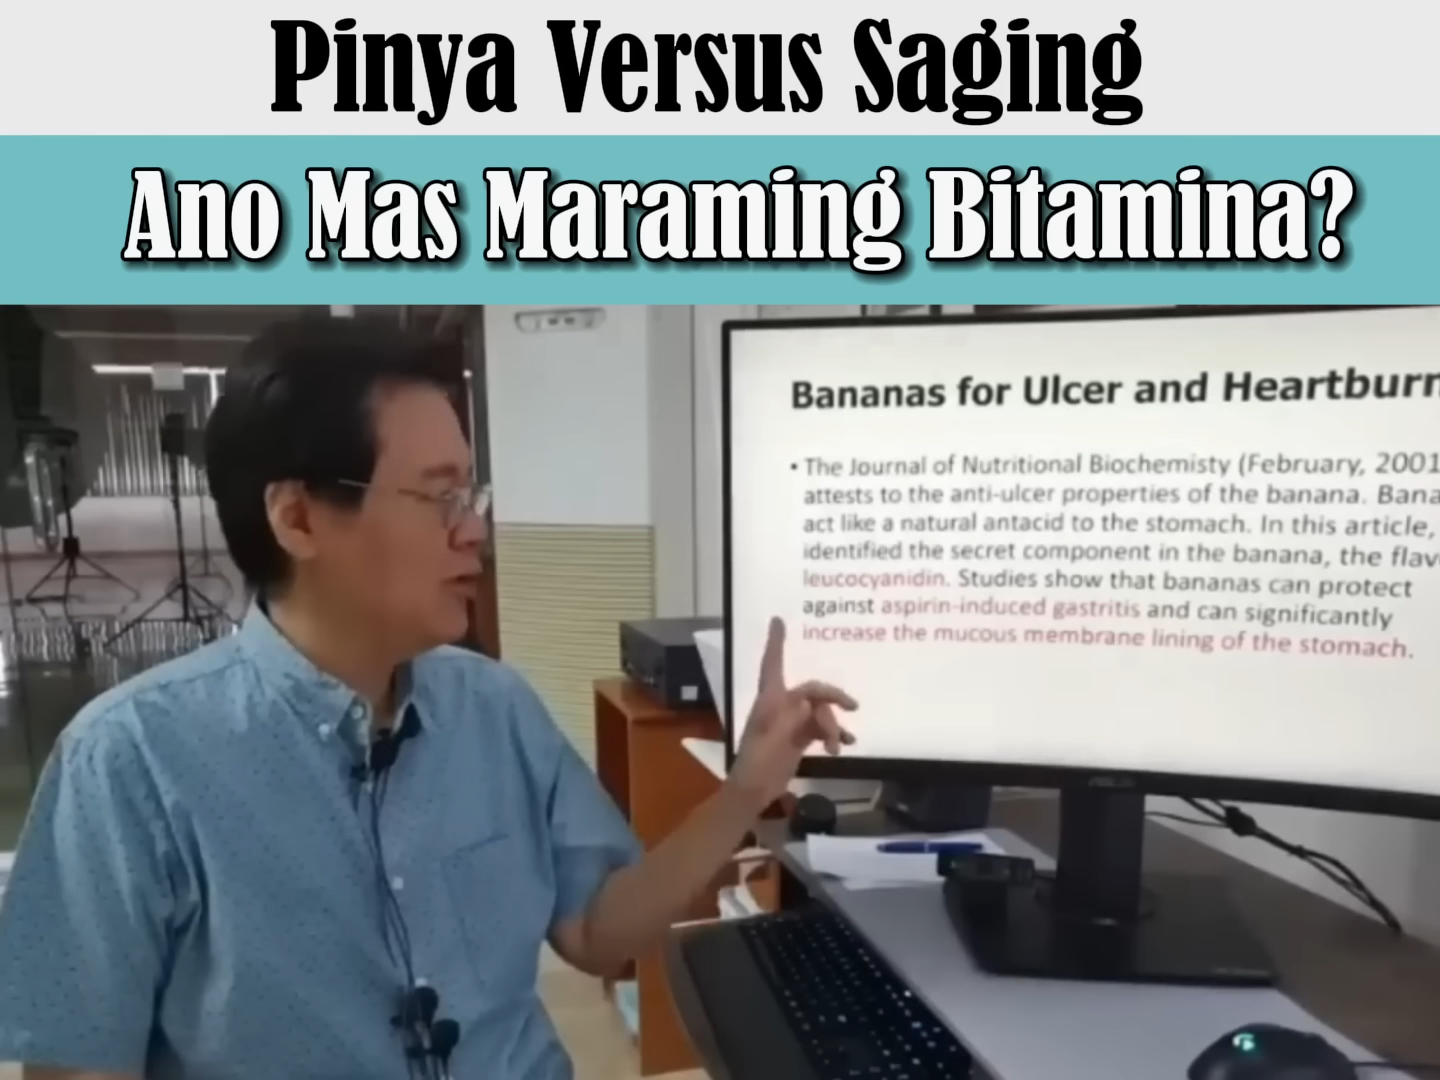 Pinya Versus Saging
Ano Mas Maraming Bitamina?
Bananas for Ulcer and Heartburn
• The Journal of Nutritional Biochemisty (February, 2001
attests to the anti-ulcer properties of the banana.
act like a natural antacid to the stomach. In this article,
identified the secret component in the banana, the
leucocyanidin. Studies show that bananas can protect
against aspirin-induced gastritis and can significantly
increase the mucous membrane lining of the stomach.